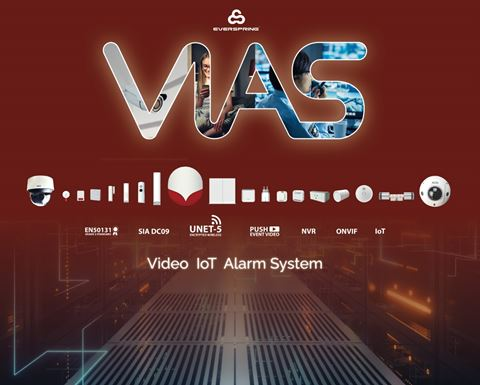 EVERSPRING
VIAS
EN50131
SIA DC09
UNET-5
ENCRYPTED WIRELESS
PUSH
EVENT VIDEO
NVR
ONVIF
IoT
Video IoT Alarm System